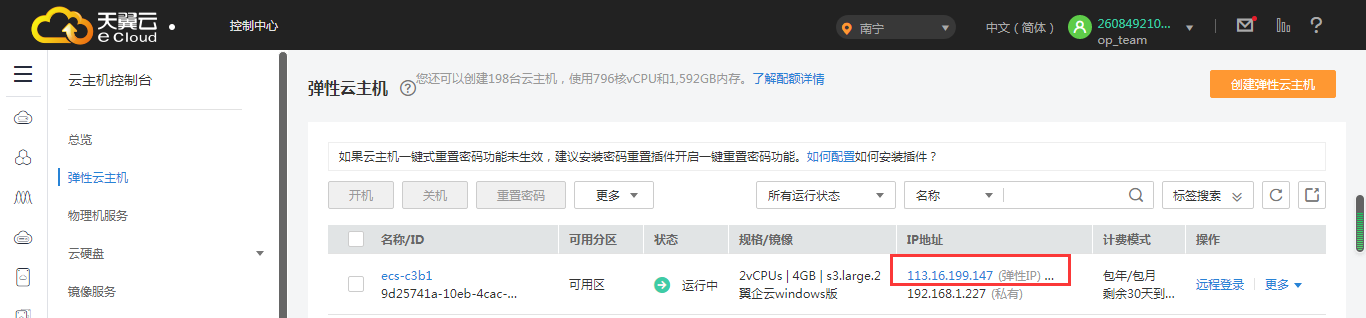 天翼云
e Cloud
控制中心
南宁
中文（简体）
260849210...
op_team
?
云主机控制台
总览
弹性云主机
物理机服务
云硬盘
镜像服务
弹性云主机 ? 您还可以创建198台云主机，使用796核vCPU和1,592GB内存。了解配额详情
创建弹性云主机
如果云主机一键式重置密码功能未生效，建议安装密码重置插件开启一键重置密码功能。如何配置如何安装插件？
开机 关机 重置密码 更多 所有运行状态 名称 标签搜索
名称/ID 可用分区 状态 规格/镜像 IP地址 计费模式 操作
ecs-c3b1
9d25741a-10eb-4cac-...
可用区
运行中
2vCPUs | 4GB | s3.large.2
翼企云windows版
113.16.199.147 (弹性IP) ...
192.168.1.227 (私有)
包年/包月
剩余30天到...
远程登录 更多